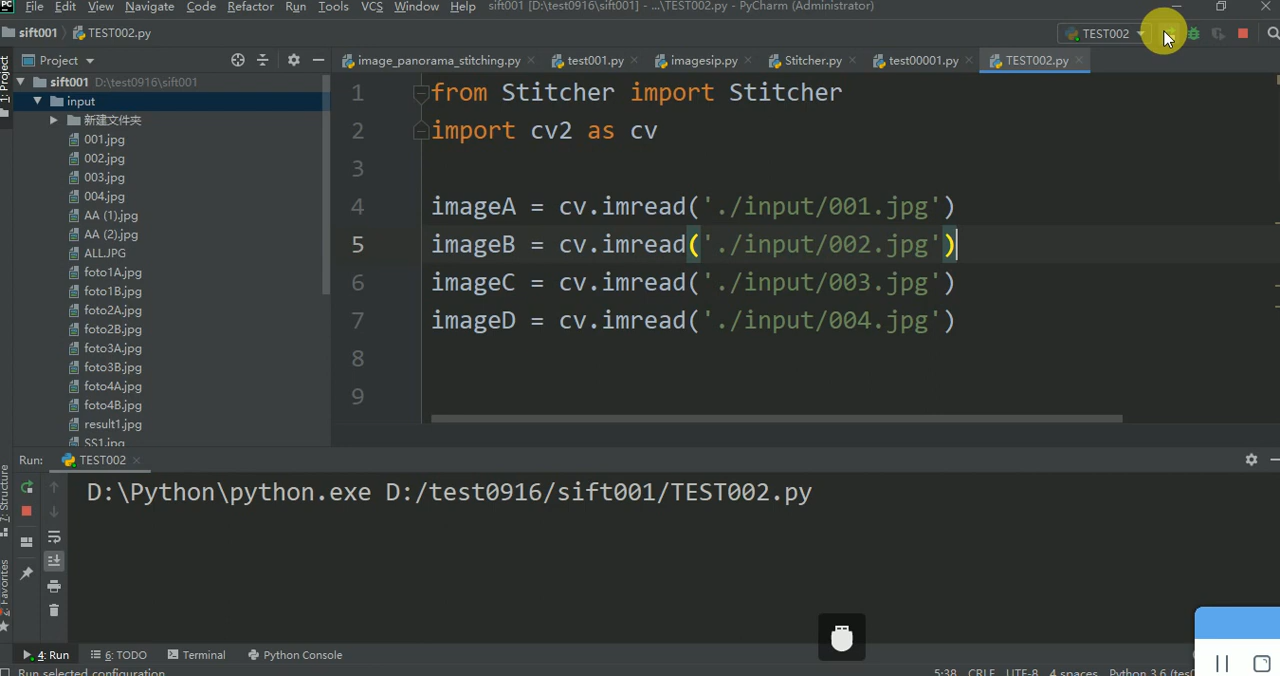 File Edit View Navigate Code Refactor Run Tools VCS Window Help sift001 [D:\test0916\sift001] - ...\TEST002.py - PyCharm (Administrator)
sift001 TEST002.py TEST002
Project image_panorama_stitching.py test001.py imagesip.py Stitcher.py test00001.py TEST002.py
1: Project
sift001 D:\test0916\sift001
input
新建文件夹
001.jpg
002.jpg
003.jpg
004.jpg
AA (1).jpg
AA (2).jpg
ALL.JPG
foto1A.jpg
foto1B.jpg
foto2A.jpg
foto2B.jpg
foto3A.jpg
foto3B.jpg
foto4A.jpg
foto4B.jpg
result1.jpg
SS1.jpg
1 from Stitcher import Stitcher
2 import cv2 as cv
3
4 imageA = cv.imread('./input/001.jpg')
5 imageB = cv.imread('./input/002.jpg')
6 imageC = cv.imread('./input/003.jpg')
7 imageD = cv.imread('./input/004.jpg')
8
9
Run: TEST002
D:\Python\python.exe D:/test0916/sift001/TEST002.py
7: Structure
Favorites
4: Run 6: TODO Terminal Python Console
Run selected configuration 5:38 CRLF UTF-8 4 spaces Python 3.6